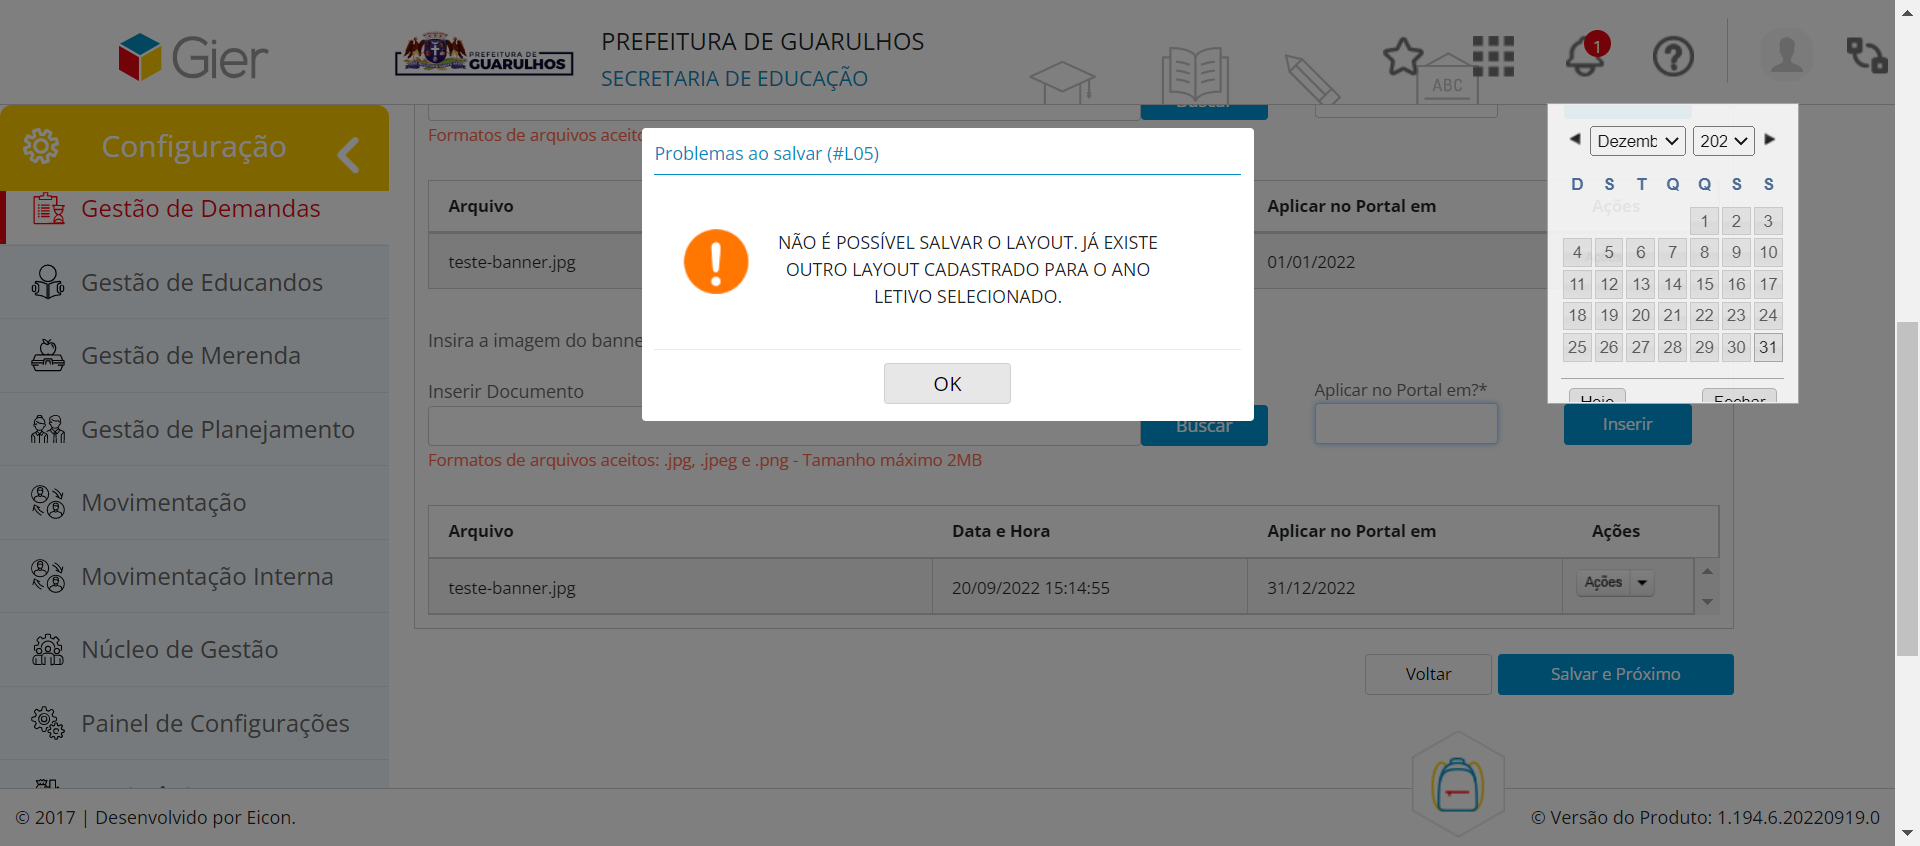 Gier
PREFEITURA DE
GUARULHOS
PREFEITURA DE GUARULHOS
SECRETARIA DE EDUCAÇÃO
ABC
1
Configuração
Gestão de Demandas
Gestão de Educandos
Gestão de Merenda
Gestão de Planejamento
Movimentação
Movimentação Interna
Núcleo de Gestão
Painel de Configurações
Buscar
Formatos de arquivos aceito
Problemas ao salvar (#L05)
NÃO É POSSÍVEL SALVAR O LAYOUT. JÁ EXISTE
OUTRO LAYOUT CADASTRADO PARA O ANO
LETIVO SELECIONADO.
OK
Arquivo Aplicar no Portal em Ações
teste-banner.jpg 01/01/2022
Dezemb 202
D S T Q Q S S
1 2 3
4 5 6 7 8 9 10
11 12 13 14 15 16 17
18 19 20 21 22 23 24
25 26 27 28 29 30 31
Hoje Fechar
Insira a imagem do banne
Inserir Documento Aplicar no Portal em?*
Buscar Inserir
Formatos de arquivos aceitos: .jpg, .jpeg e .png - Tamanho máximo 2MB
Arquivo Data e Hora Aplicar no Portal em Ações
teste-banner.jpg 20/09/2022 15:14:55 31/12/2022 Ações
Voltar Salvar e Próximo
© 2017 | Desenvolvido por Eicon. © Versão do Produto: 1.194.6.20220919.0